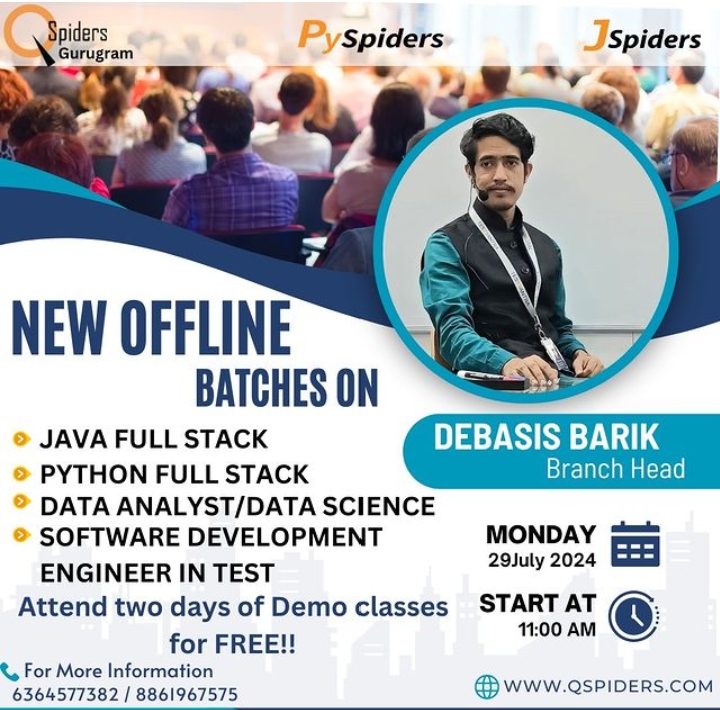 QSpiders
Gurugram
PySpiders
JSpiders
NEW OFFLINE
BATCHES ON
JAVA FULL STACK
PYTHON FULL STACK
DATA ANALYST/DATA SCIENCE
SOFTWARE DEVELOPMENT
ENGINEER IN TEST
Attend two days of Demo classes
for FREE!!
For More Information
6364577382 / 8861967575
DEBASIS BARIK
Branch Head
MONDAY
29July 2024
START AT
11:00 AM
WWW.QSPIDERS.COM